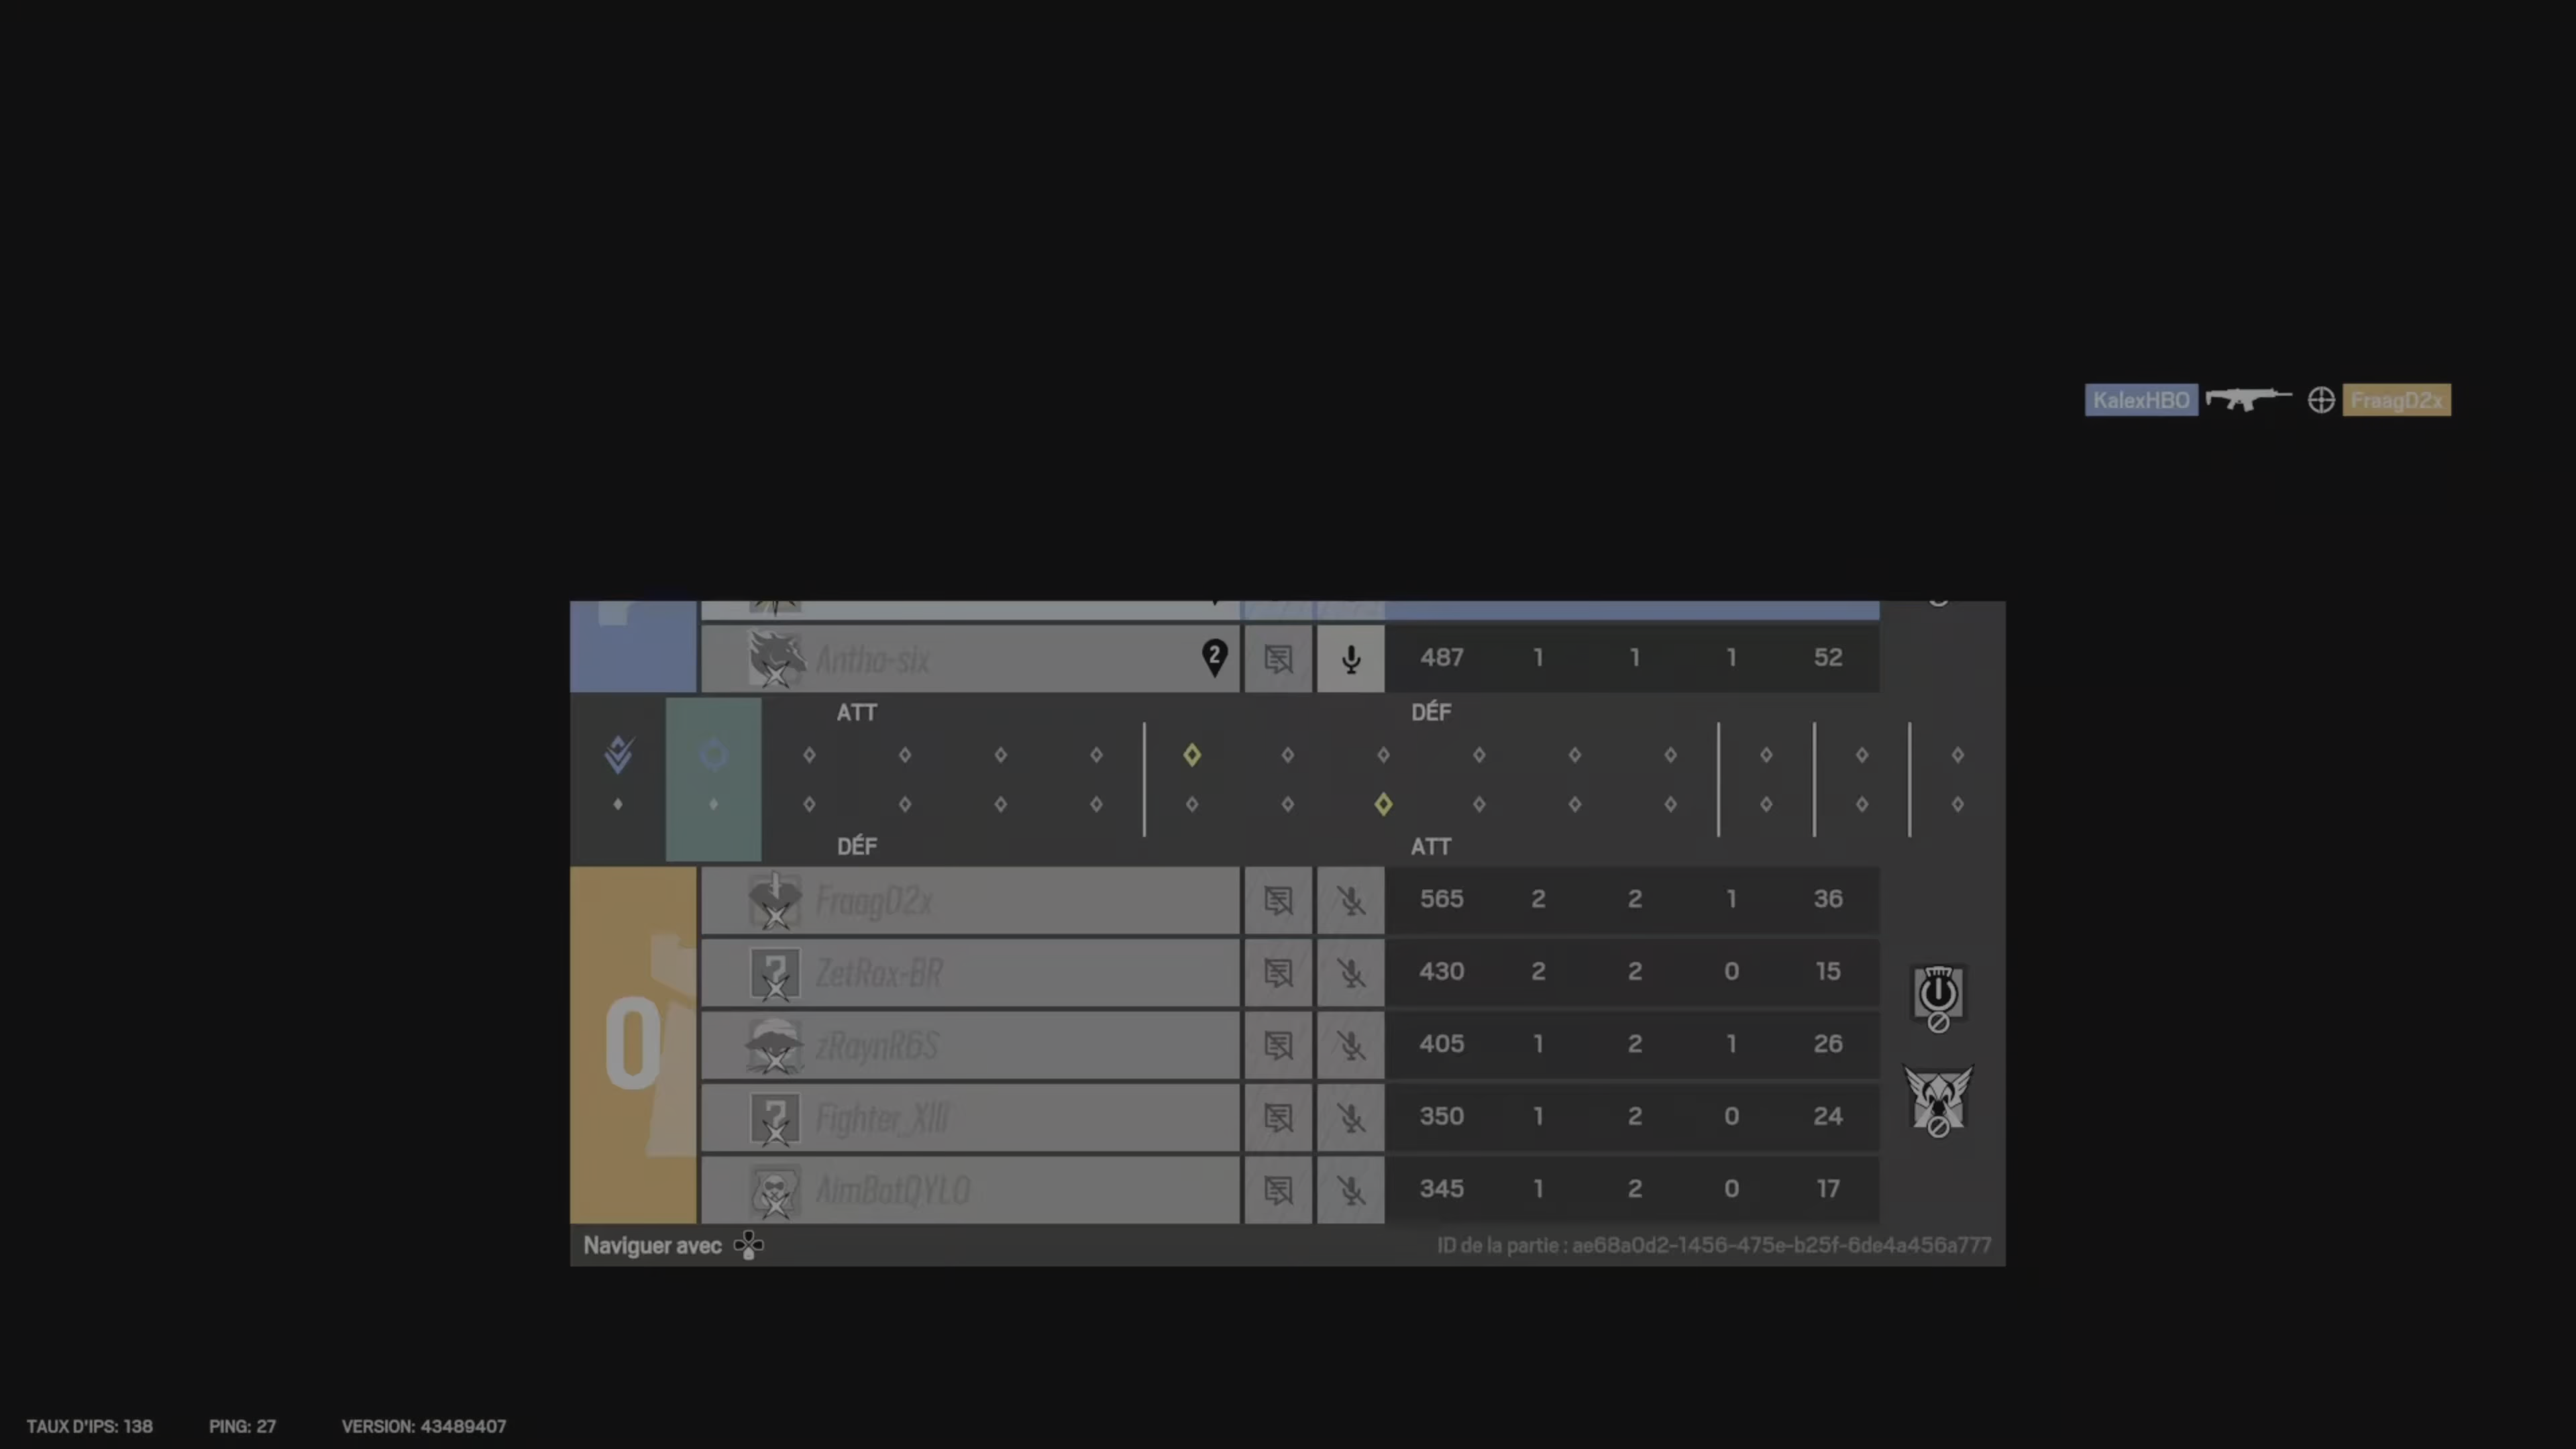 KalexHBO FraagD2x
Antho-six 2 487 1 1 1 52
ATT DÉF
DÉF ATT
0
FraagD2x 565 2 2 1 36
ZetRox-BR 430 2 2 0 15
zRaynR6S 405 1 2 1 26
Fighter_XIII 350 1 2 0 24
AimBotQYLO 345 1 2 0 17
Naviguer avec ID de la partie : ae68a0d2-1456-475e-b25f-6de4a456a777
TAUX D'IPS: 138 PING: 27 VERSION: 43489407